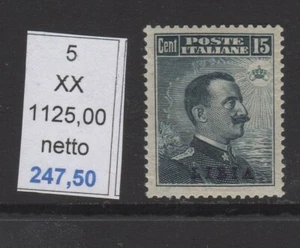 5
XX
1125,00
netto
247,50
Cent POSTE ITALIANE 15
LIBIA